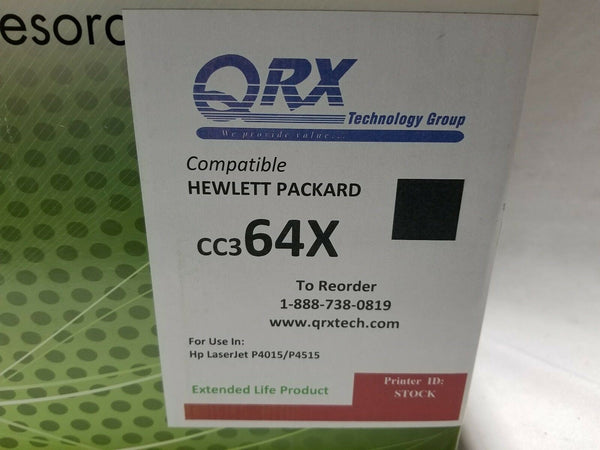 esorc
QRX
Technology Group
We provide value...
Compatible
HEWLETT PACKARD
CC364X
To Reorder
1-888-738-0819
www.qrxtech.com
For Use In:
Hp LaserJet P4015/P4515
Extended Life Product
Printer ID:
STOCK